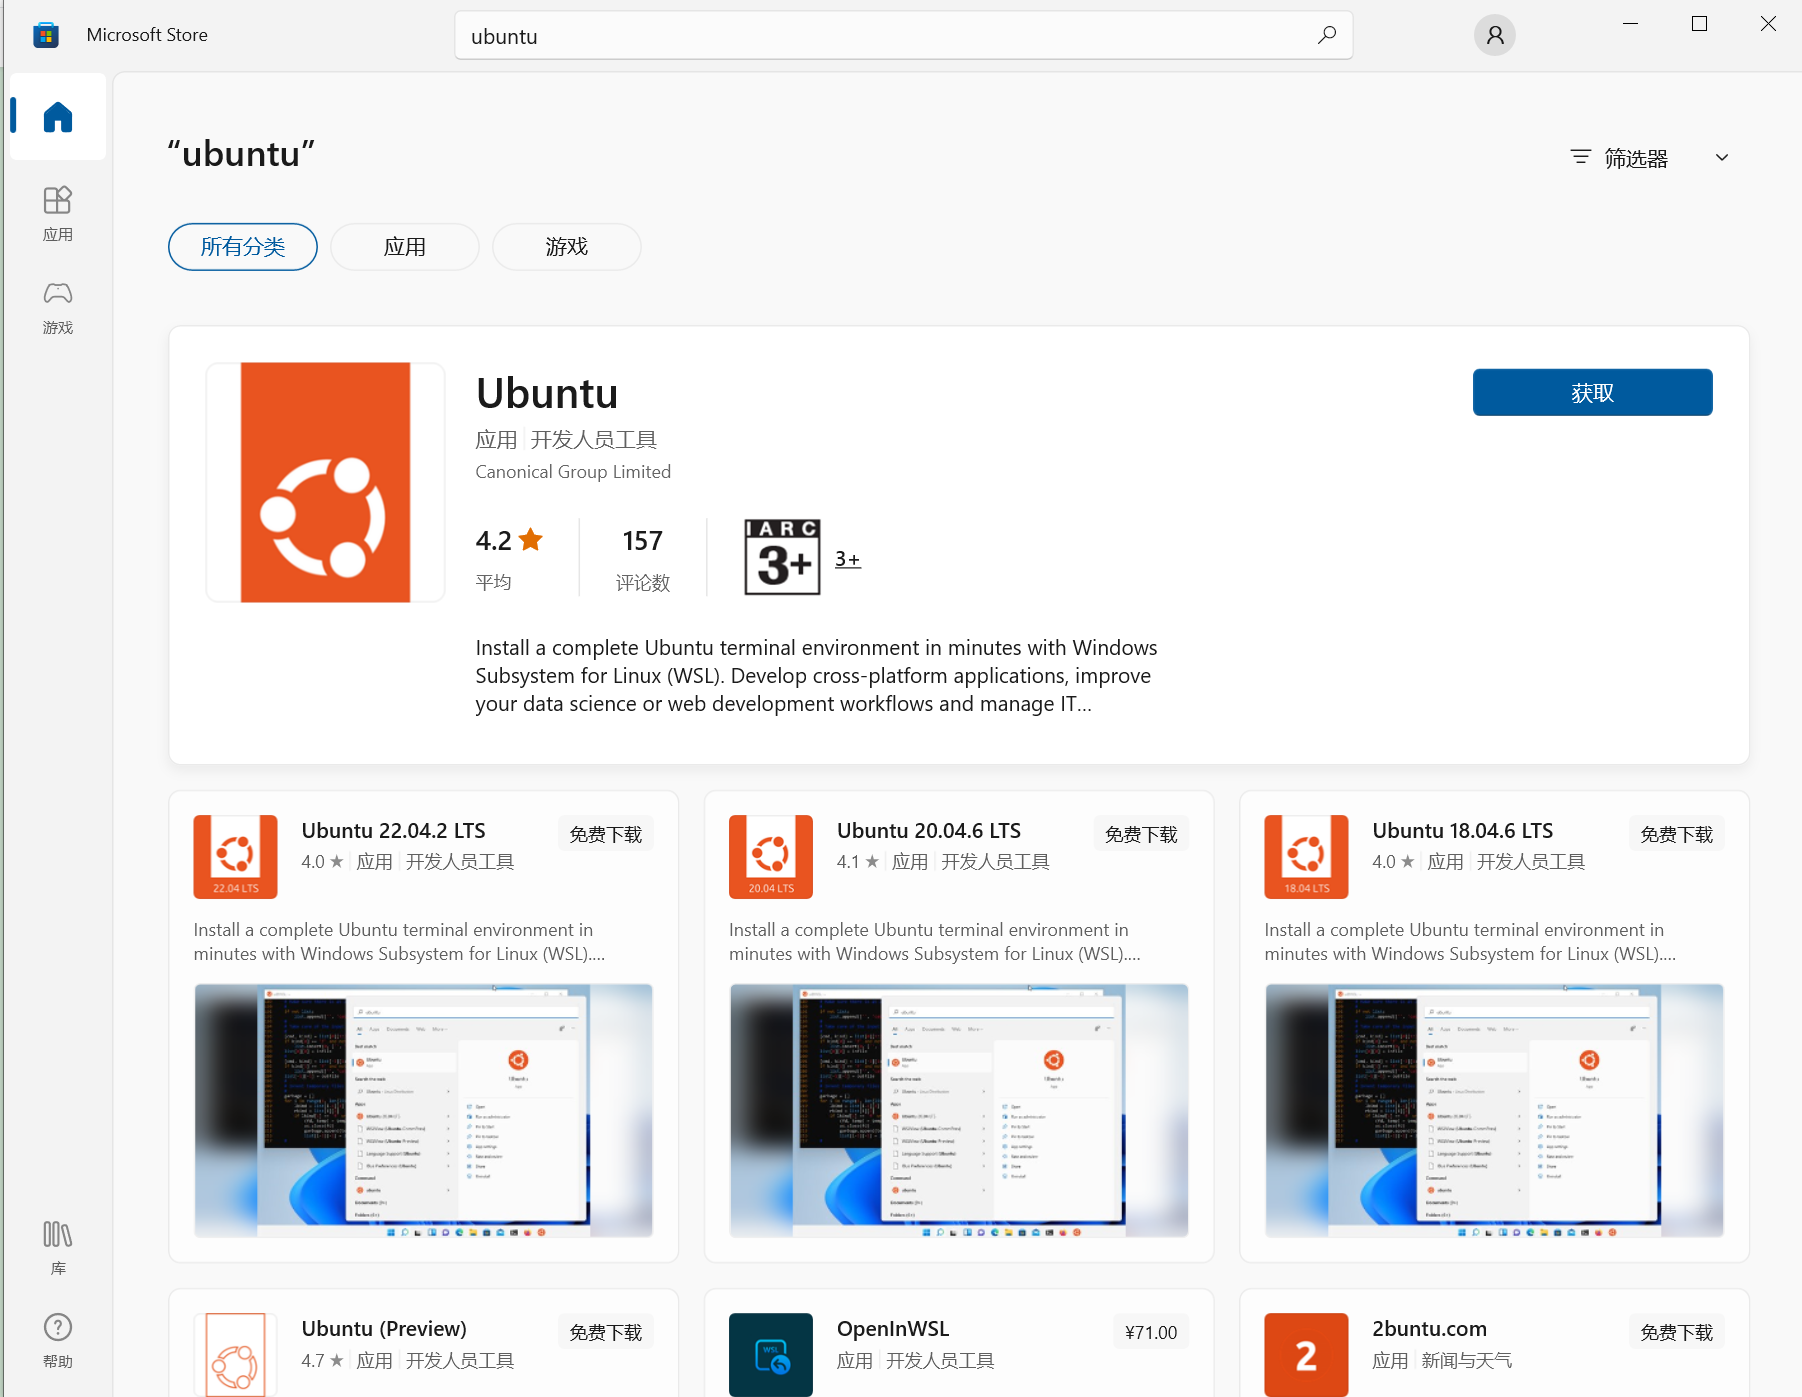 Microsoft Store
ubuntu
“ubuntu”
筛选器
应用
游戏
库
帮助
所有分类
应用
游戏
Ubuntu
获取
应用 开发人员工具
Canonical Group Limited
4.2
平均
157
评论数
IARC
3+
3+
Install a complete Ubuntu terminal environment in minutes with Windows
Subsystem for Linux (WSL). Develop cross-platform applications, improve
your data science or web development workflows and manage IT...
22.04 LTS
Ubuntu 22.04.2 LTS
免费下载
4.0 ★ 应用 开发人员工具
Install a complete Ubuntu terminal environment in
minutes with Windows Subsystem for Linux (WSL)....
20.04 LTS
Ubuntu 20.04.6 LTS
免费下载
4.1 ★ 应用 开发人员工具
Install a complete Ubuntu terminal environment in
minutes with Windows Subsystem for Linux (WSL)....
18.04 LTS
Ubuntu 18.04.6 LTS
免费下载
4.0 ★ 应用 开发人员工具
Install a complete Ubuntu terminal environment in
minutes with Windows Subsystem for Linux (WSL)....
Ubuntu (Preview)
免费下载
4.7 ★ 应用 开发人员工具
WSL
OpenInWSL
¥71.00
应用 开发人员工具
2
2buntu.com
免费下载
应用 新闻与天气